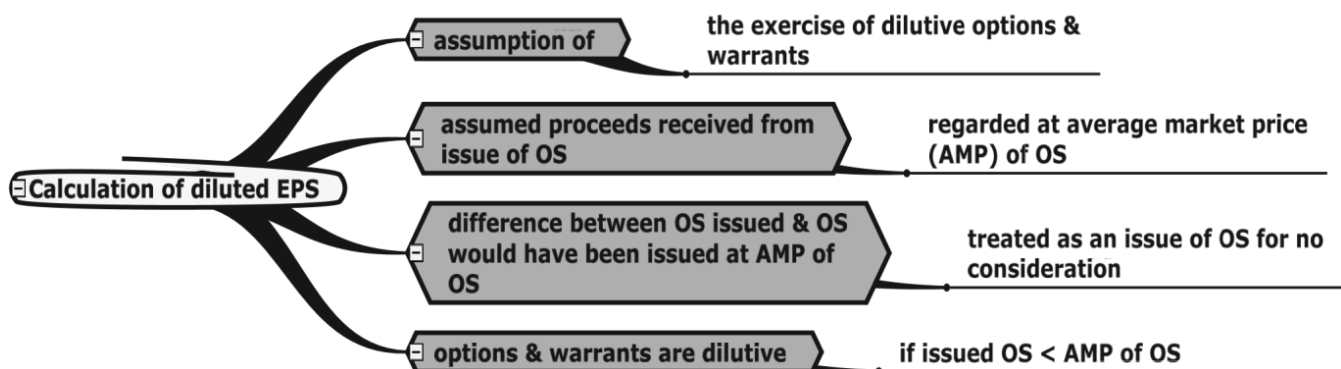 Calculation of diluted EPS
assumption of
the exercise of dilutive options &
warrants
assumed proceeds received from
issue of OS
regarded at average market price
(AMP) of OS
difference between OS issued & OS
would have been issued at AMP of
OS
treated as an issue of OS for no
consideration
options & warrants are dilutive
if issued OS < AMP of OS